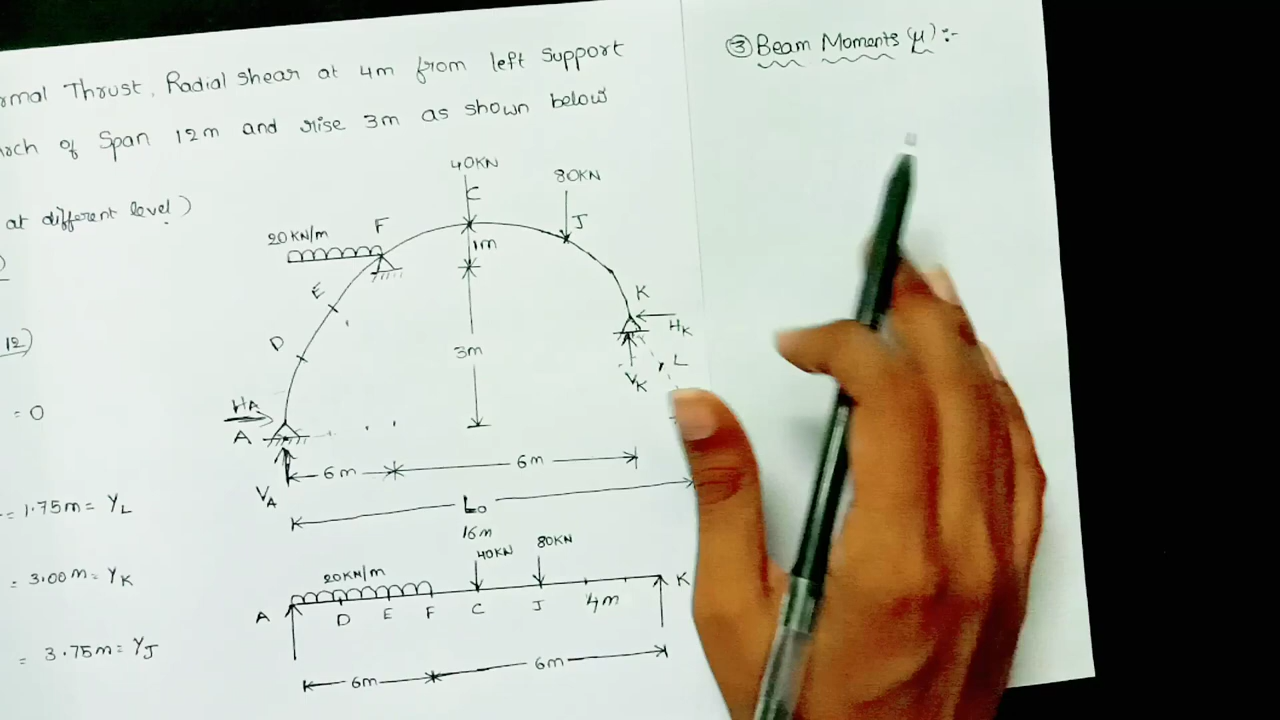 rmal Thrust, Radial shear at 4m from left support
rch of Span 12m and rise 3m as shown below
at different level)
12)
= 0
= 1.75m = YL
= 3.00m = YK
= 3.75m = YJ
40KN
C
80KN
J
F
20KN/m
1m
E
K
HK
D
3m
L
VK
HA
A
6m
6m
VA
L0
16m
40KN
80KN
20KN/m
A
D
E
F
C
J
4m
K
6m
6m
③ Beam Moments (μ) :-